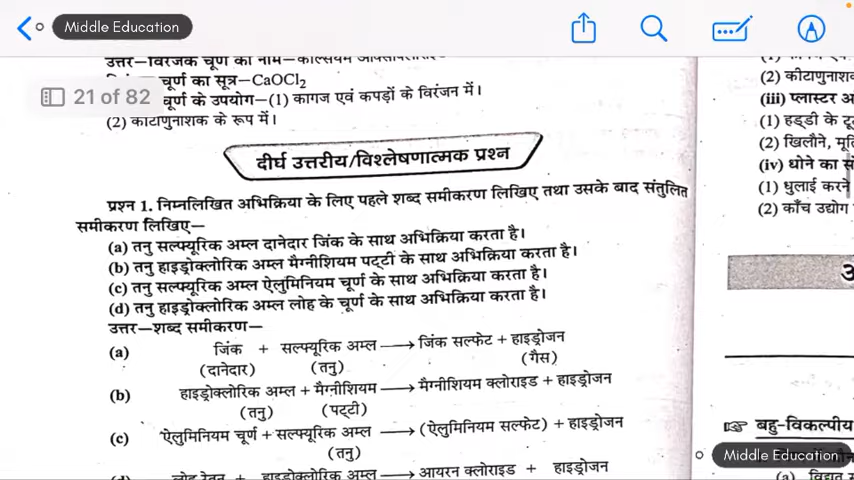 Middle Education
उत्तर—विरंजक चूर्ण का नाम—कैल्सियम
चूर्ण का सूत्र—CaOCl₂
21 of 82
चूर्ण के उपयोग—(1) कागज एवं कपड़ों के विरंजन में।
(2) कीटाणुनाशक के रूप में।
दीर्घ उत्तरीय/विश्लेषणात्मक प्रश्न
प्रश्न 1. निम्नलिखित अभिक्रिया के लिए पहले शब्द समीकरण लिखिए तथा उसके बाद संतुलित
समीकरण लिखिए—
(a) तनु सल्फ्यूरिक अम्ल दानेदार जिंक के साथ अभिक्रिया करता है।
(b) तनु हाइड्रोक्लोरिक अम्ल मैग्नीशियम पट्टी के साथ अभिक्रिया करता है।
(c) तनु सल्फ्यूरिक अम्ल ऐलुमिनियम चूर्ण के साथ अभिक्रिया करता है।
(d) तनु हाइड्रोक्लोरिक अम्ल लोह के चूर्ण के साथ अभिक्रिया करता है।
उत्तर—शब्द समीकरण—
(a) जिंक + सल्फ्यूरिक अम्ल ⟶ जिंक सल्फेट + हाइड्रोजन
(दानेदार) (तनु) (गैस)
(b) हाइड्रोक्लोरिक अम्ल + मैग्नीशियम ⟶ मैग्नीशियम क्लोराइड + हाइड्रोजन
(तनु) (पट्टी)
(c) ऐलुमिनियम चूर्ण + सल्फ्यूरिक अम्ल ⟶ (ऐलुमिनियम सल्फेट) + हाइड्रोजन
(तनु)
(d) लोह रेतन + हाइड्रोक्लोरिक अम्ल ⟶ आयरन क्लोराइड + हाइड्रोजन
(2) कीटाणुनाशक
(iii) प्लास्टर
(1) हड्डी के
(2) खिलौने,
(iv) धोने का
(1) धुलाई करने
(2) काँच उद्योग
☞ बहु-विकल्पीय
Middle Education
(a) विद्युत